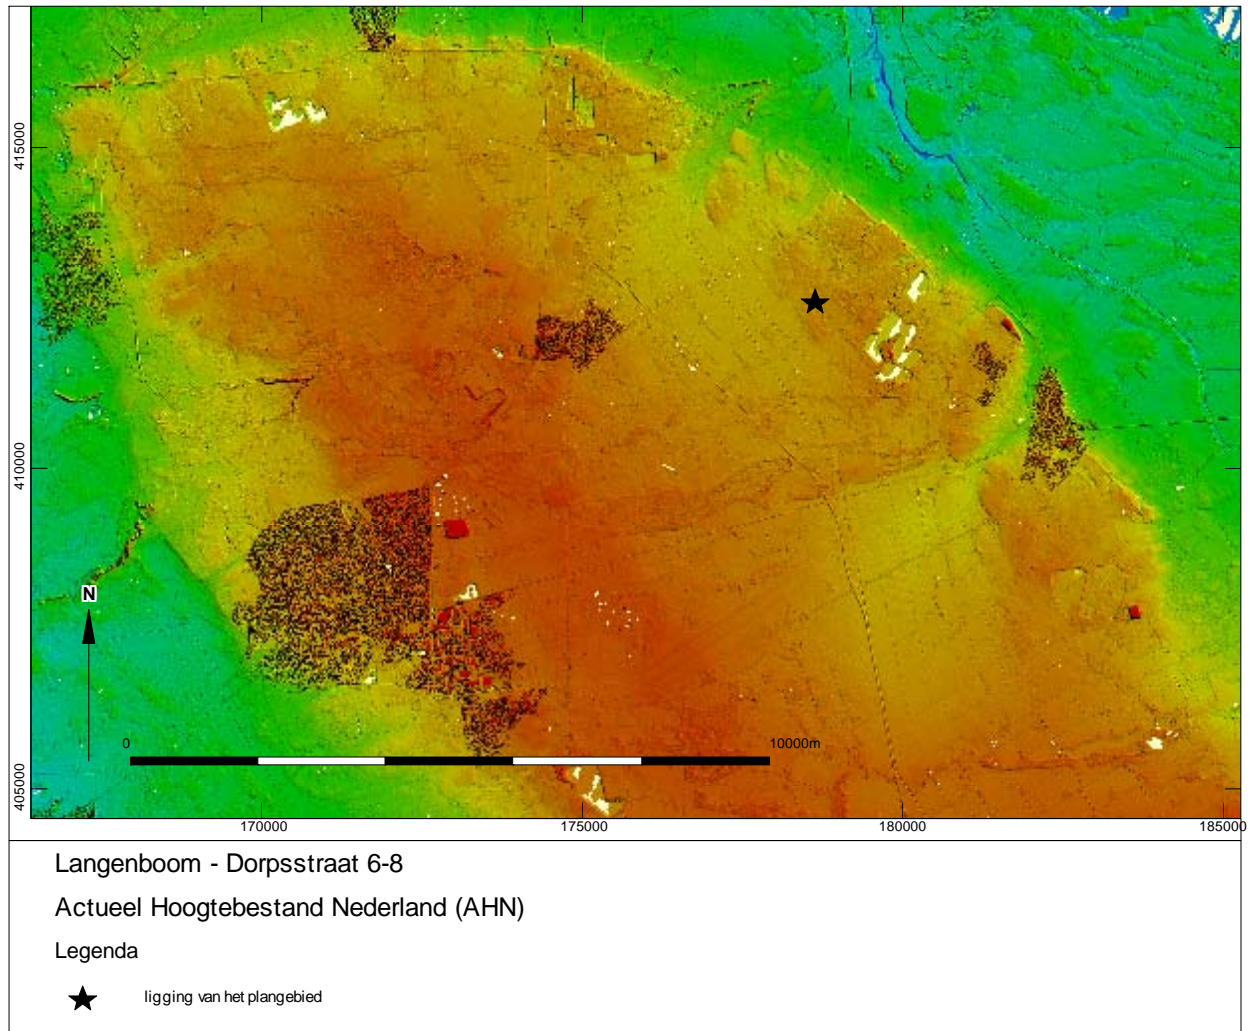 415000
410000
405000
N
0 10000m
170000 175000 180000 185000
Langenboom - Dorpsstraat 6-8
Actueel Hoogtebestand Nederland (AHN)
Legenda
ligging van het plangebied